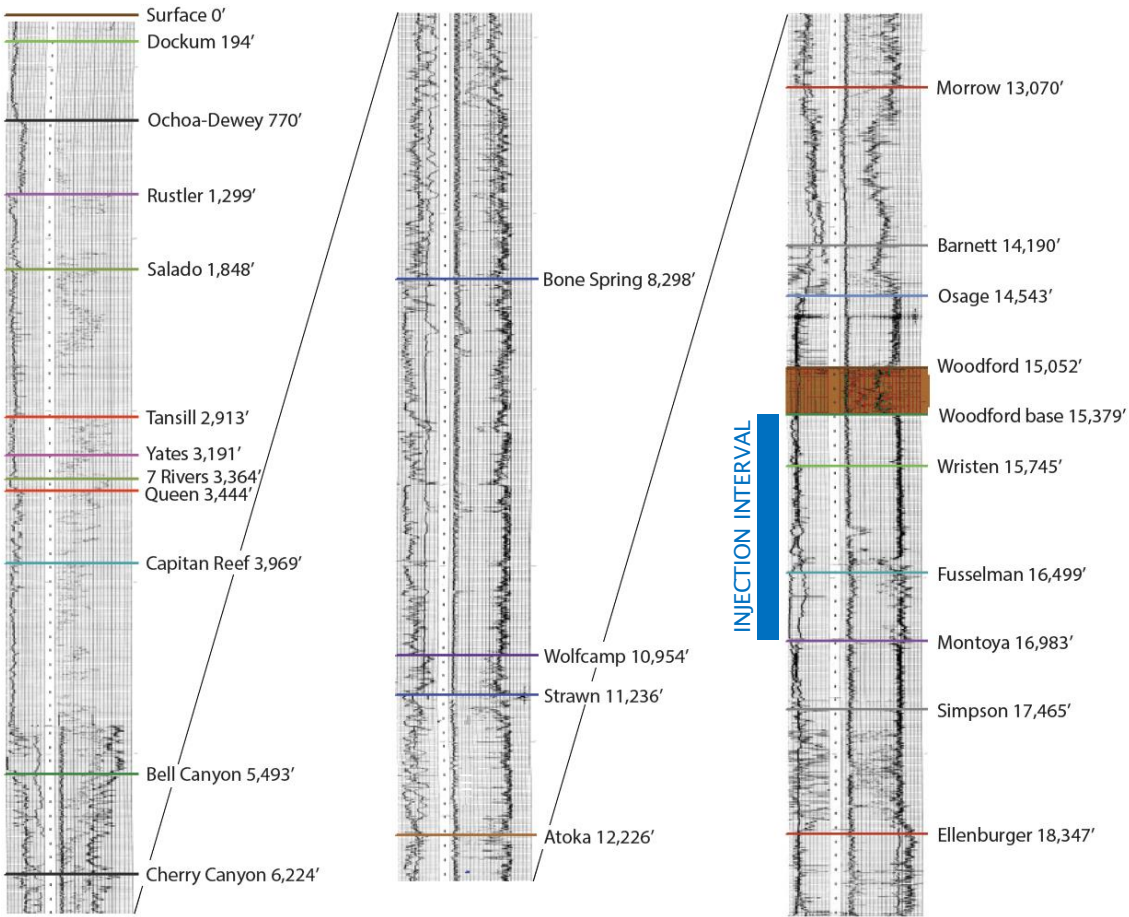 Surface 0′
Dockum 194′
Ochoa-Dewey 770′
Rustler 1,299′
Salado 1,848′
Tansill 2,913′
Yates 3,191′
7 Rivers 3,364′
Queen 3,444′
Capitan Reef 3,969′
Bell Canyon 5,493′
Cherry Canyon 6,224′
Bone Spring 8,298′
Wolfcamp 10,954′
Strawn 11,236′
Atoka 12,226′
Morrow 13,070′
Barnett 14,190′
Osage 14,543′
Woodford 15,052′
Woodford base 15,379′
INJECTION INTERVAL
Wristen 15,745′
Fusselman 16,499′
Montoya 16,983′
Simpson 17,465′
Ellenburger 18,347′